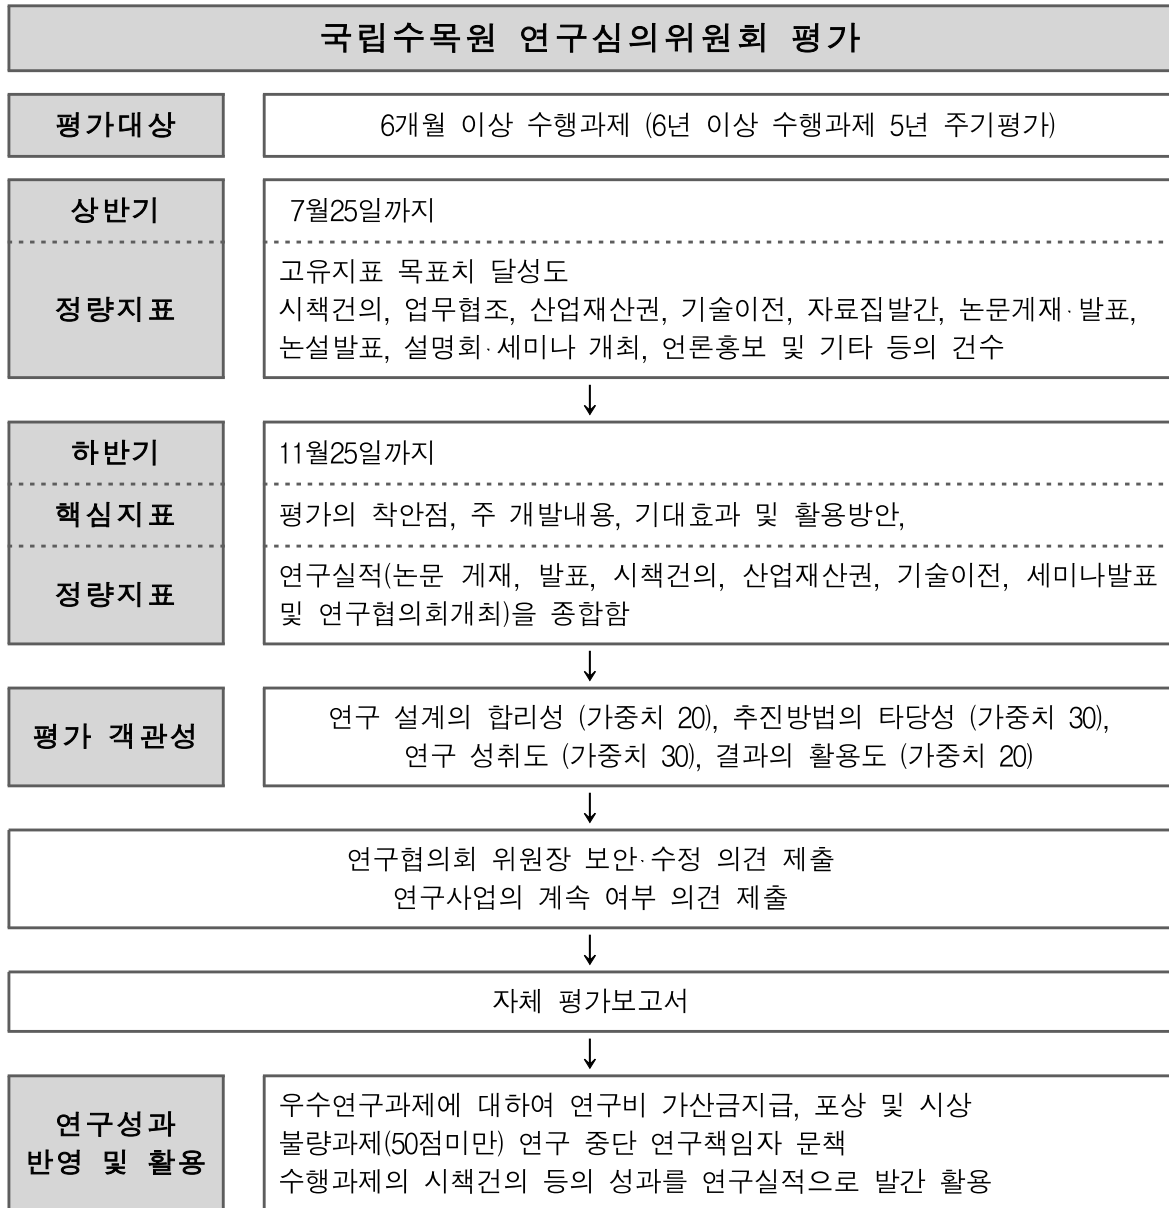 국립수목원 연구심의위원회 평가
평가대상
6개월 이상 수행과제 (6년 이상 수행과제 5년 주기평가)
상반기
7월25일까지
정량지표
고유지표 목표치 달성도
시책건의, 업무협조, 산업재산권, 기술이전, 자료집발간, 논문게재·발표,
논설발표, 설명회·세미나 개최, 언론홍보 및 기타 등의 건수
↓
하반기
11월25일까지
핵심지표
평가의 착안점, 주 개발내용, 기대효과 및 활용방안,
정량지표
연구실적(논문 게재, 발표, 시책건의, 산업재산권, 기술이전, 세미나발표
및 연구협의회개최)을 종합함
↓
평가 객관성
연구 설계의 합리성 (가중치 20), 추진방법의 타당성 (가중치 30),
연구 성취도 (가중치 30), 결과의 활용도 (가중치 20)
↓
연구협의회 위원장 보안·수정 의견 제출
연구사업의 계속 여부 의견 제출
↓
자체 평가보고서
↓
연구성과
반영 및 활용
우수연구과제에 대하여 연구비 가산금지급, 포상 및 시상
불량과제(50점미만) 연구 중단 연구책임자 문책
수행과제의 시책건의 등의 성과를 연구실적으로 발간 활용